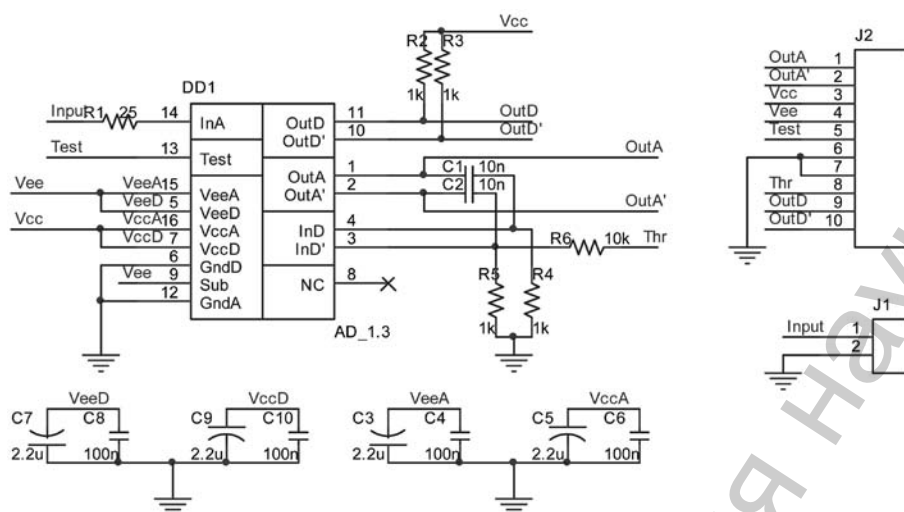 Vcc
R2 R3
1k 1k
DD1
Input R1 25 14 InA
Test 13 Test
Vee VeeA 15 VeeA
VeeD 5 VeeD
Vcc VccA 16 VccA
VccD 7 VccD
6 GndD
Vee 9 Sub
12 GndA
OutD 11 OutD
OutD' 10 OutD'
OutA 1 OutA
OutA' 2 OutA'
C1 10n
C2 10n
InD 4
InD' 3
R6 10k Thr
NC 8
R5 R4
1k 1k
AD_1.3
J2
OutA 1
OutA' 2
Vcc 3
Vee 4
Test 5
6
7
Thr 8
OutD 9
OutD' 10
J1
Input 1
2
VeeD
C7 C8
2.2u 100n
VccD
C9 C10
2.2u 100n
VeeA
C3 C4
2.2u 100n
VccA
C5 C6
2.2u 100n
я нау